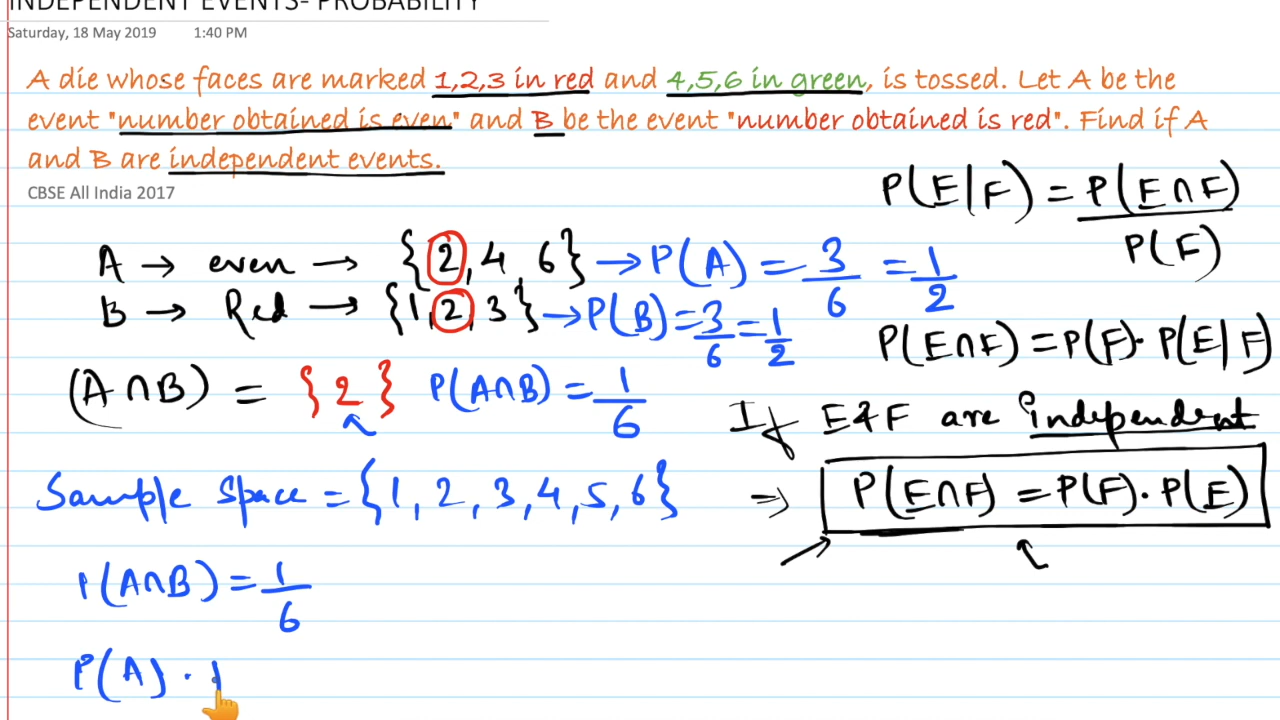 INDEPENDENT EVENTS- PROBABILITY
Saturday, 18 May 2019 1:40 PM
A die whose faces are marked 1,2,3 in red and 4,5,6 in green, is tossed. Let A be the
event "number obtained is even" and B be the event "number obtained is red". Find if A
and B are independent events.
CBSE All India 2017
P(E|F) = P(E∩F) / P(F)
A → even → {2, 4, 6} → P(A) = 3/6 = 1/2
B → Red → {1, 2, 3} → P(B) = 3/6 = 1/2
P(E∩F) = P(F). P(E|F)
(A∩B) = {2} P(A∩B) = 1/6
If E & F are independent
Sample Space = {1, 2, 3, 4, 5, 6}
⇒ P(E∩F) = P(F). P(E)
P(A∩B) = 1/6
P(A) ·